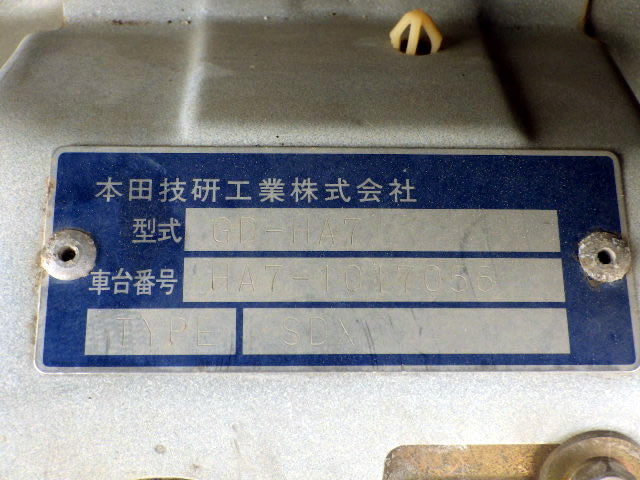 本田技研工業株式会社
型式 GD-HA7
車台番号 HA7-1017056
TYPE SDX